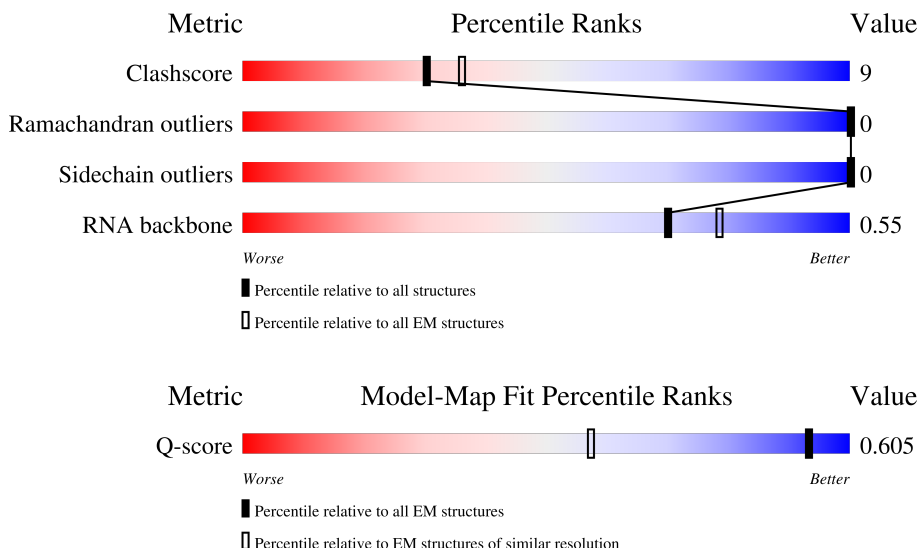 Metric Percentile Ranks Value
Clashscore 9
Ramachandran outliers 0
Sidechain outliers 0
RNA backbone 0.55
Worse Better
Percentile relative to all structures
Percentile relative to all EM structures
Metric Model-Map Fit Percentile Ranks Value
Q-score 0.605
Worse Better
Percentile relative to all EM structures
Percentile relative to EM structures of similar resolution